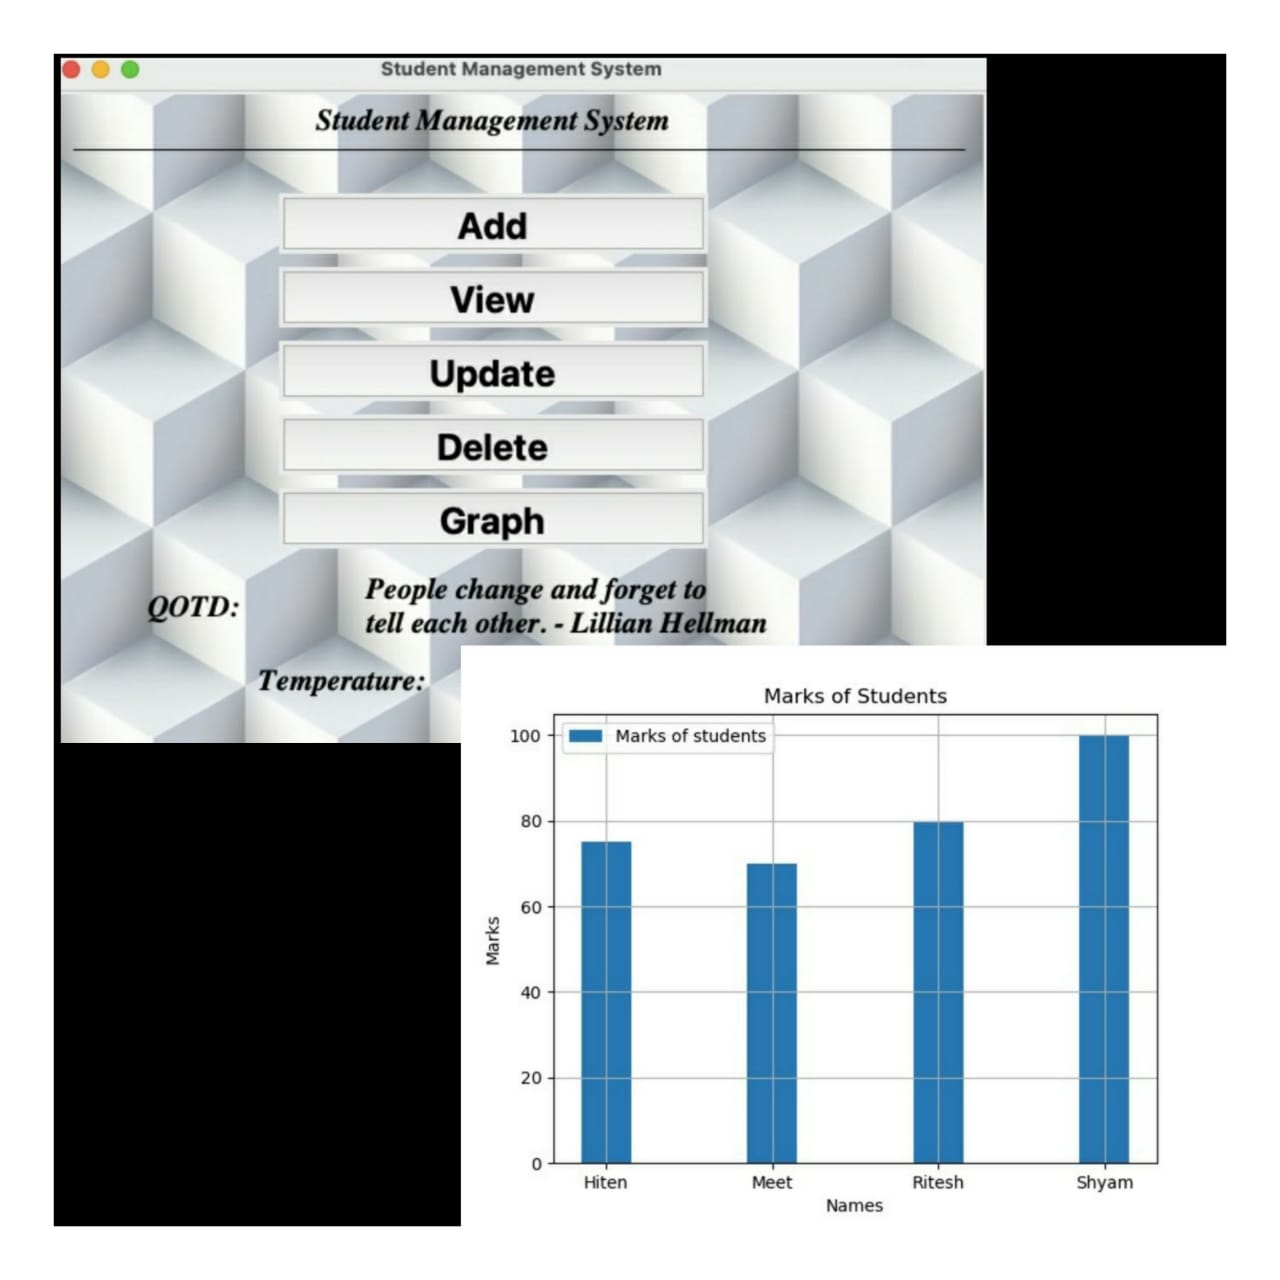 Student Management System
Student Management System
Add
View
Update
Delete
Graph
QOTD:
People change and forget to
tell each other. - Lillian Hellman
Temperature:
Marks of Students
Marks of students
100
80
60
40
20
0
Marks
Hiten Meet Ritesh Shyam
Names